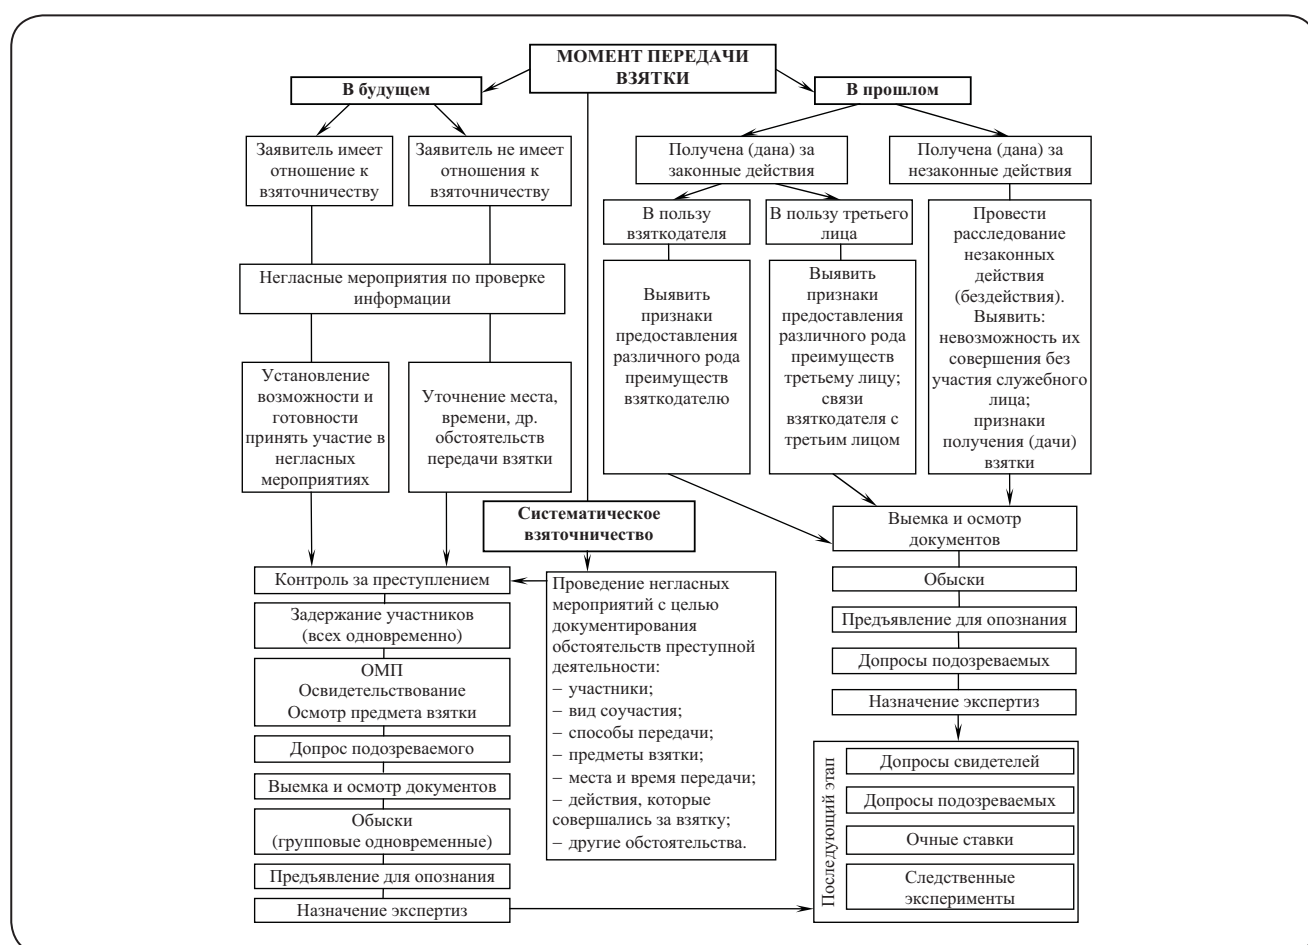 МОМЕНТ ПЕРЕДАЧИ
ВЗЯТКИ
В будущем
В прошлом
Заявитель имеет
отношение к
взяточничеству
Заявитель не имеет
отношения к
взяточничеству
Получена (дана) за
законные действия
Получена (дана) за
незаконные действия
В пользу
взяткодателя
В пользу третьего
лица
Провести
расследование
незаконных
действия
(бездействия).
Выявить:
невозможность их
совершения без
участия служебного
лица;
признаки
получения (дачи)
взятки
Негласные мероприятия по проверке
информации
Выявить
признаки
предоставления
различного рода
преимуществ
взяткодателю
Выявить
признаки
предоставления
различного рода
преимуществ
третьему лицу;
связи
взяткодателя с
третьим лицом
Установление
возможности и
готовности
принять участие в
негласных
мероприятиях
Уточнение места,
времени, др.
обстоятельств
передачи взятки
Систематическое
взяточничество
Выемка и осмотр
документов
Контроль за преступлением
Задержание участников
(всех одновременно)
ОМП
Освидетельствование
Осмотр предмета взятки
Допрос подозреваемого
Выемка и осмотр документов
Обыски
(групповые одновременные)
Предъявление для опознания
Назначение экспертиз
Проведение негласных
мероприятий с целью
документирования
обстоятельств преступной
деятельности:
– участники;
– вид соучастия;
– способы передачи;
– предметы взятки;
– места и время передачи;
– действия, которые
совершались за взятку;
– другие обстоятельства.
Обыски
Предъявление для опознания
Допросы подозреваемых
Назначение экспертиз
Последующий этап
Допросы свидетелей
Допросы подозреваемых
Очные ставки
Следственные
эксперименты